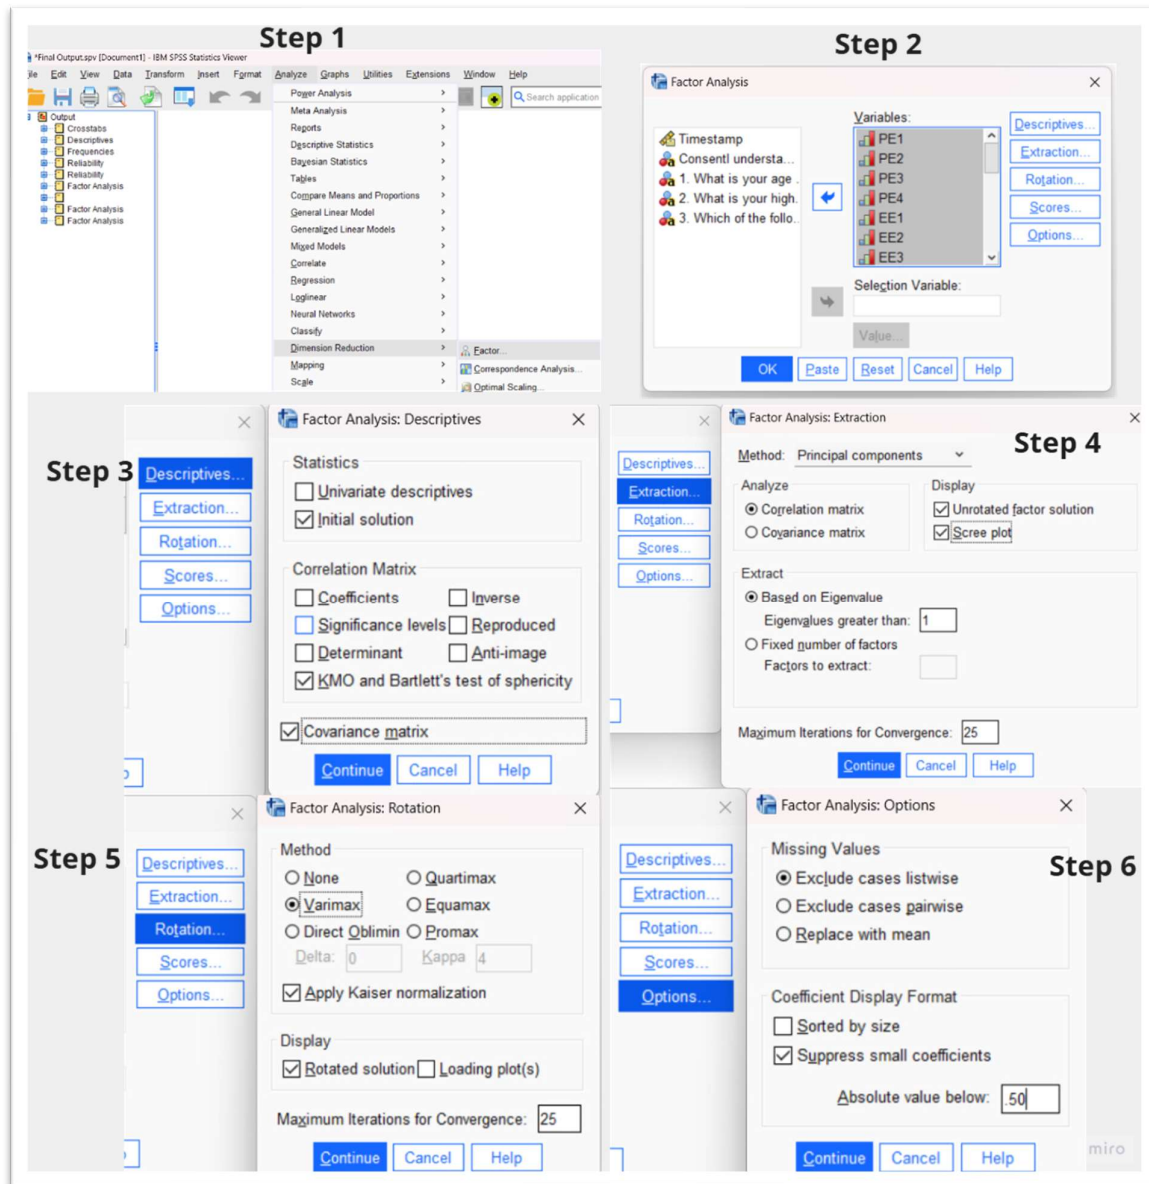 Step 1
*Final Output.spv [Document1] - IBM SPSS Statistics Viewer
ile Edit View Data Transform Insert Format Analyze Graphs Utilities Extensions Window Help
Search application
Output
Crosstabs
Descriptives
Frequencies
Reliability
Reliability
Factor Analysis
Factor Analysis
Factor Analysis
Power Analysis
Meta Analysis
Reports
Descriptive Statistics
Bayesian Statistics
Tables
Compare Means and Proportions
General Linear Model
Generalized Linear Models
Mixed Models
Correlate
Regression
Loglinear
Neural Networks
Classify
Dimension Reduction
Mapping
Scale
Factor...
Correspondence Analysis...
Optimal Scaling...
Step 2
Factor Analysis
Timestamp
ConsentI understa...
1. What is your age .
2. What is your high.
3. Which of the follo..
Variables:
PE1
PE2
PE3
PE4
EE1
EE2
EE3
Selection Variable:
Value...
Descriptives...
Extraction...
Rotation...
Scores...
Options...
OK Paste Reset Cancel Help
Step 3
Descriptives...
Extraction...
Rotation...
Scores...
Options...
Factor Analysis: Descriptives
Statistics
Univariate descriptives
Initial solution
Correlation Matrix
Coefficients Inverse
Significance levels Reproduced
Determinant Anti-image
KMO and Bartlett's test of sphericity
Covariance matrix
Continue Cancel Help
Step 4
Descriptives...
Extraction...
Rotation...
Scores...
Options...
Factor Analysis: Extraction
Method: Principal components
Analyze
Correlation matrix
Covariance matrix
Display
Unrotated factor solution
Scree plot
Extract
Based on Eigenvalue
Eigenvalues greater than: 1
Fixed number of factors
Factors to extract:
Maximum Iterations for Convergence: 25
Continue Cancel Help
Step 5
Descriptives...
Extraction...
Rotation...
Scores...
Options...
Factor Analysis: Rotation
Method
None Quartimax
Varimax Equamax
Direct Oblimin Promax
Delta: 0 Kappa 4
Apply Kaiser normalization
Display
Rotated solution Loading plot(s)
Maximum Iterations for Convergence: 25
Continue Cancel Help
Step 6
Descriptives...
Extraction...
Rotation...
Scores...
Options...
Factor Analysis: Options
Missing Values
Exclude cases listwise
Exclude cases pairwise
Replace with mean
Coefficient Display Format
Sorted by size
Suppress small coefficients
Absolute value below: .50
Continue Cancel Help
miro